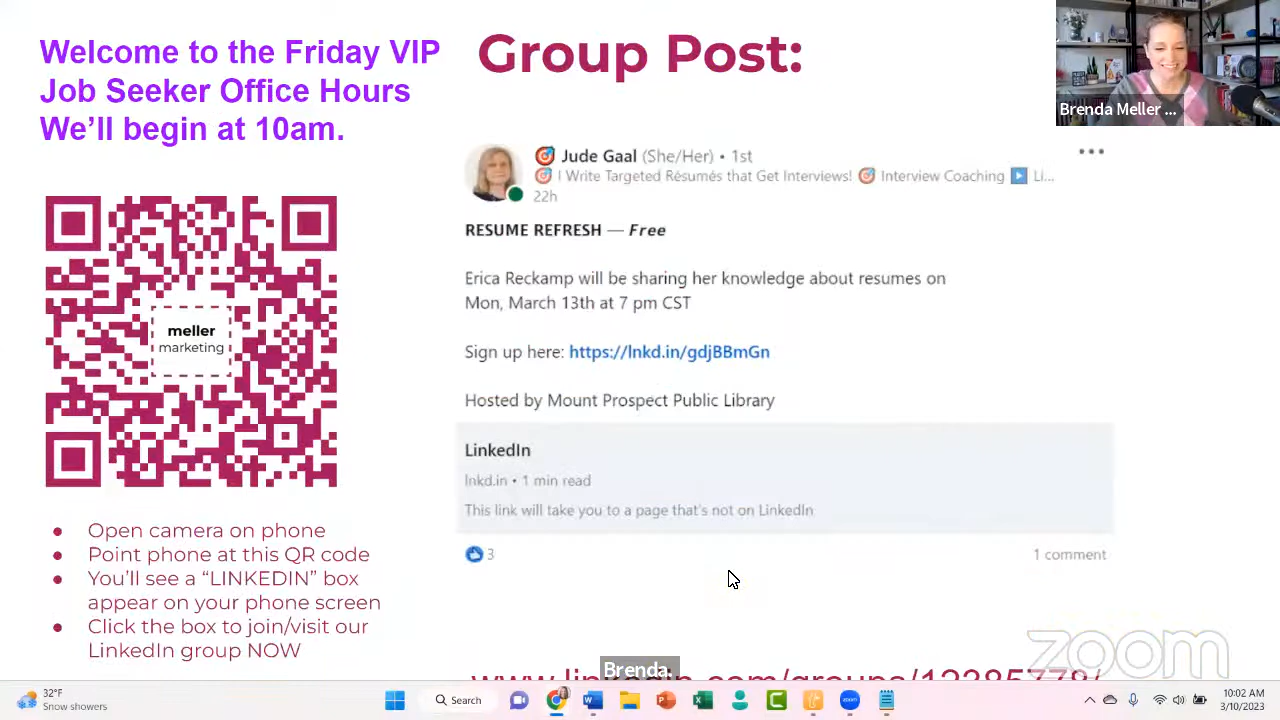 Welcome to the Friday VIP
Job Seeker Office Hours
We'll begin at 10am.
meller
marketing
● Open camera on phone
● Point phone at this QR code
● You'll see a “LINKEDIN” box
appear on your phone screen
● Click the box to join/visit our
LinkedIn group NOW
Group Post:
🎯 Jude Gaal (She/Her) • 1st
🎯 I Write Targeted Résumés that Get Interviews! 🎯 Interview Coaching ▶️ Li...
22h
RESUME REFRESH — Free
Erica Reckamp will be sharing her knowledge about resumes on
Mon, March 13th at 7 pm CST
Sign up here: https://lnkd.in/gdjBBmGn
Hosted by Mount Prospect Public Library
LinkedIn
lnkd.in • 1 min read
This link will take you to a page that's not on LinkedIn
3
1 comment
Brenda Meller ...
zoom
www.linkedin.com/groups/12385778/
Brenda.
32°F
Snow showers
Search
10:02 AM
3/10/2023